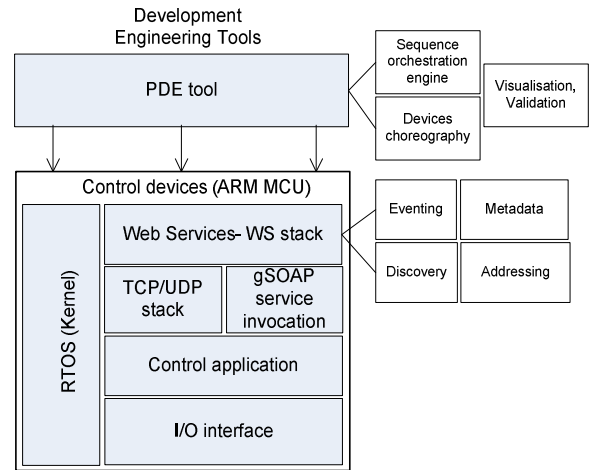 Development
Engineering Tools
PDE tool
Sequence
orchestration
engine
Visualisation,
Validation
Devices
choreography
Control devices (ARM MCU)
RTOS (Kernel)
Web Services– WS stack
TCP/UDP
stack
gSOAP
service
invocation
Control application
I/O interface
Eventing
Metadata
Discovery
Addressing